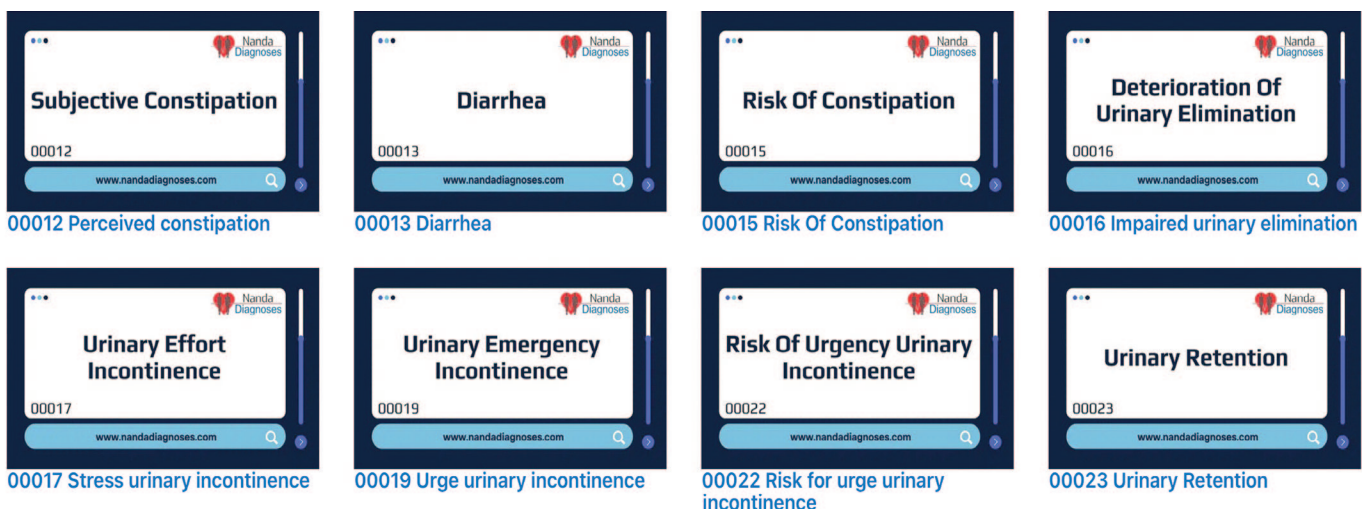 Nanda
Diagnoses
Subjective Constipation
00012
www.nandadiagnoses.com
00012 Perceived constipation
Nanda
Diagnoses
Diarrhea
00013
www.nandadiagnoses.com
00013 Diarrhea
Nanda
Diagnoses
Risk Of Constipation
00015
www.nandadiagnoses.com
00015 Risk Of Constipation
Nanda
Diagnoses
Deterioration Of
Urinary Elimination
00016
www.nandadiagnoses.com
00016 Impaired urinary elimination
Nanda
Diagnoses
Urinary Effort
Incontinence
00017
www.nandadiagnoses.com
00017 Stress urinary incontinence
Nanda
Diagnoses
Urinary Emergency
Incontinence
00019
www.nandadiagnoses.com
00019 Urge urinary incontinence
Nanda
Diagnoses
Risk Of Urgency Urinary
Incontinence
00022
www.nandadiagnoses.com
00022 Risk for urge urinary
incontinence
Nanda
Diagnoses
Urinary Retention
00023
www.nandadiagnoses.com
00023 Urinary Retention